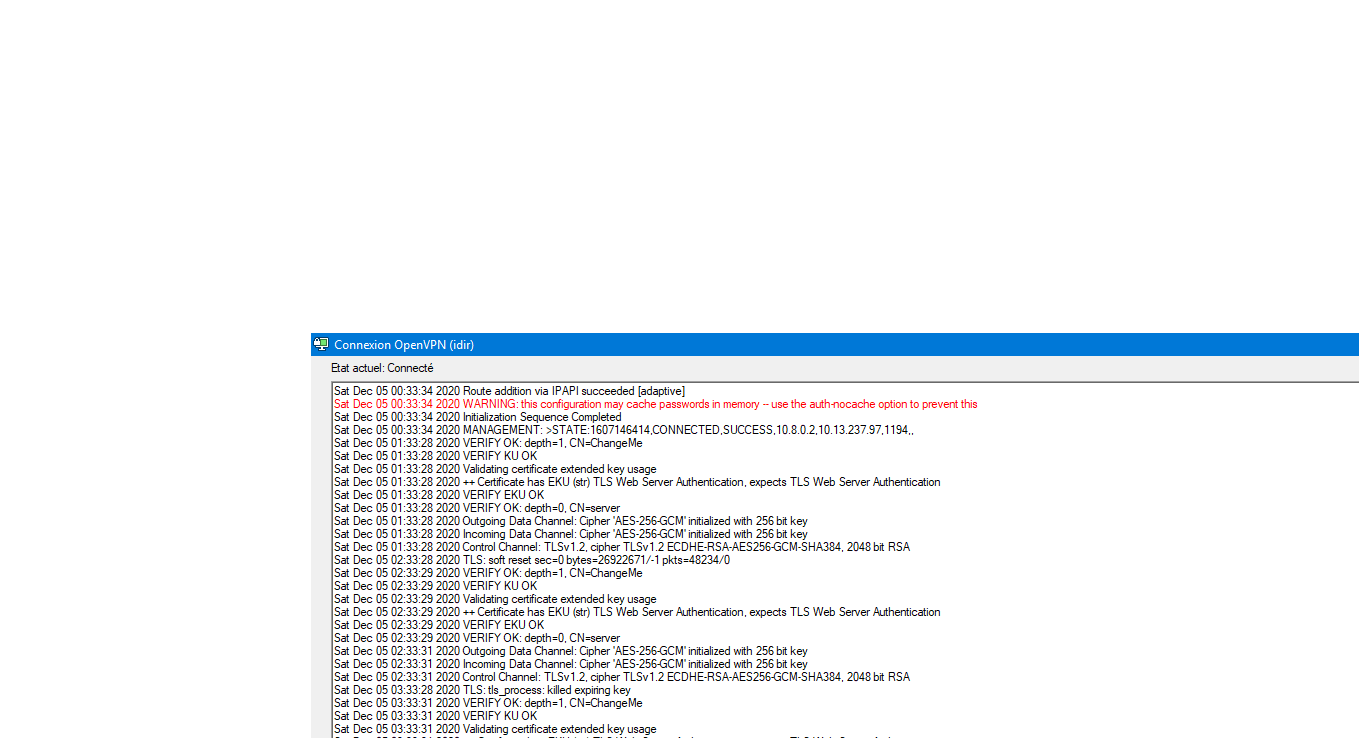 Connexion OpenVPN (idir)
Etat actuel: Connecté
Sat Dec 05 00:33:34 2020 Route addition via IPAPI succeeded [adaptive]
Sat Dec 05 00:33:34 2020 WARNING: this configuration may cache passwords in memory -- use the auth-nocache option to prevent this
Sat Dec 05 00:33:34 2020 Initialization Sequence Completed
Sat Dec 05 00:33:34 2020 MANAGEMENT: >STATE:1607146414,CONNECTED,SUCCESS,10.8.0.2,10.13.237.97,1194,,
Sat Dec 05 01:33:28 2020 VERIFY OK: depth=1, CN=ChangeMe
Sat Dec 05 01:33:28 2020 VERIFY KU OK
Sat Dec 05 01:33:28 2020 Validating certificate extended key usage
Sat Dec 05 01:33:28 2020 ++ Certificate has EKU (str) TLS Web Server Authentication, expects TLS Web Server Authentication
Sat Dec 05 01:33:28 2020 VERIFY EKU OK
Sat Dec 05 01:33:28 2020 VERIFY OK: depth=0, CN=server
Sat Dec 05 01:33:28 2020 Outgoing Data Channel: Cipher 'AES-256-GCM' initialized with 256 bit key
Sat Dec 05 01:33:28 2020 Incoming Data Channel: Cipher 'AES-256-GCM' initialized with 256 bit key
Sat Dec 05 01:33:28 2020 Control Channel: TLSv1.2, cipher TLSv1.2 ECDHE-RSA-AES256-GCM-SHA384, 2048 bit RSA
Sat Dec 05 02:33:28 2020 TLS: soft reset sec=0 bytes=26922671/-1 pkts=48234/0
Sat Dec 05 02:33:29 2020 VERIFY OK: depth=1, CN=ChangeMe
Sat Dec 05 02:33:29 2020 VERIFY KU OK
Sat Dec 05 02:33:29 2020 Validating certificate extended key usage
Sat Dec 05 02:33:29 2020 ++ Certificate has EKU (str) TLS Web Server Authentication, expects TLS Web Server Authentication
Sat Dec 05 02:33:29 2020 VERIFY EKU OK
Sat Dec 05 02:33:29 2020 VERIFY OK: depth=0, CN=server
Sat Dec 05 02:33:31 2020 Outgoing Data Channel: Cipher 'AES-256-GCM' initialized with 256 bit key
Sat Dec 05 02:33:31 2020 Incoming Data Channel: Cipher 'AES-256-GCM' initialized with 256 bit key
Sat Dec 05 02:33:31 2020 Control Channel: TLSv1.2, cipher TLSv1.2 ECDHE-RSA-AES256-GCM-SHA384, 2048 bit RSA
Sat Dec 05 03:33:28 2020 TLS: tls_process: killed expiring key
Sat Dec 05 03:33:31 2020 VERIFY OK: depth=1, CN=ChangeMe
Sat Dec 05 03:33:31 2020 VERIFY KU OK
Sat Dec 05 03:33:31 2020 Validating certificate extended key usage